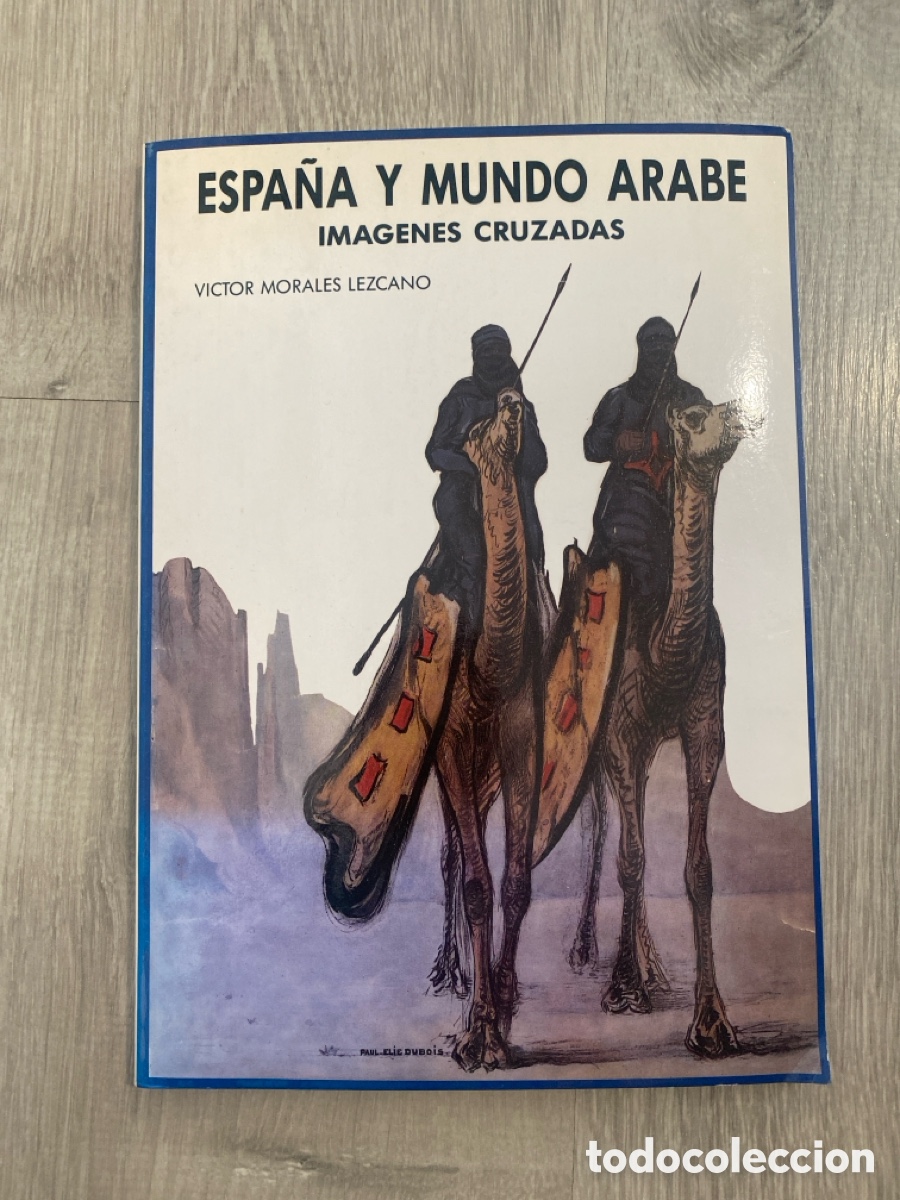 ESPAÑA Y MUNDO ARABE
IMAGENES CRUZADAS
VICTOR MORALES LEZCANO
PAUL ELIE DUBOIS
todocoleccion